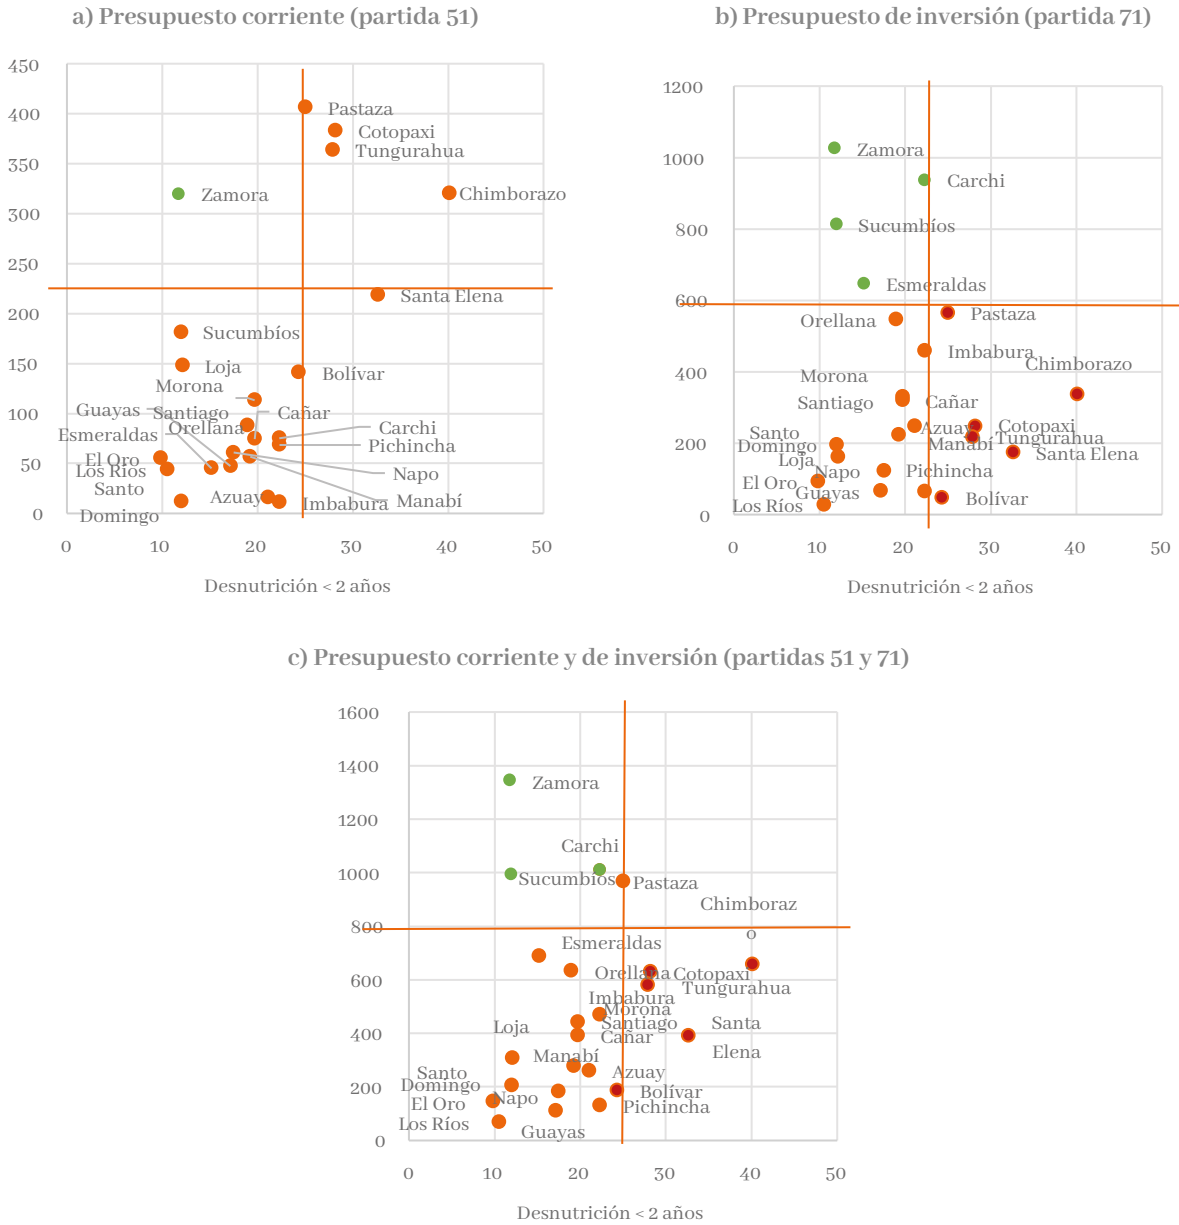 a) Presupuesto corriente (partida 51)
450
400
350
300
250
200
150
100
50
0
Pastaza
Cotopaxi
Tungurahua
Zamora
Chimborazo
Santa Elena
Sucumbíos
Loja
Bolívar
Morona
Santiago
Guayas
Cañar
Orellana
Esmeraldas
Carchi
Pichincha
El Oro
Los Ríos
Napo
Santo
Domingo
Azuay
Imbabura
Manabí
0 10 20 30 40 50
Desnutrición < 2 años
b) Presupuesto de inversión (partida 71)
1200
1000
800
600
400
200
0
Zamora
Carchi
Sucumbíos
Esmeraldas
Orellana
Pastaza
Imbabura
Chimborazo
Morona
Santiago
Cañar
Santo
Domingo
Azuay
Cotopaxi
Manabí
Tungurahua
Loja
Santa Elena
Napo
Pichincha
El Oro
Guayas
Bolívar
Los Ríos
0 10 20 30 40 50
Desnutrición < 2 años
c) Presupuesto corriente y de inversión (partidas 51 y 71)
1600
1400
1200
1000
800
600
400
200
0
Zamora
Carchi
Sucumbíos
Pastaza
Chimboraz
o
Esmeraldas
Orellana
Cotopaxi
Tungurahua
Imbabura
Morona
Santiago
Santa
Elena
Loja
Cañar
Manabí
Santo
Domingo
Azuay
Napo
Bolívar
El Oro
Pichincha
Los Ríos
Guayas
0 10 20 30 40 50
Desnutrición < 2 años